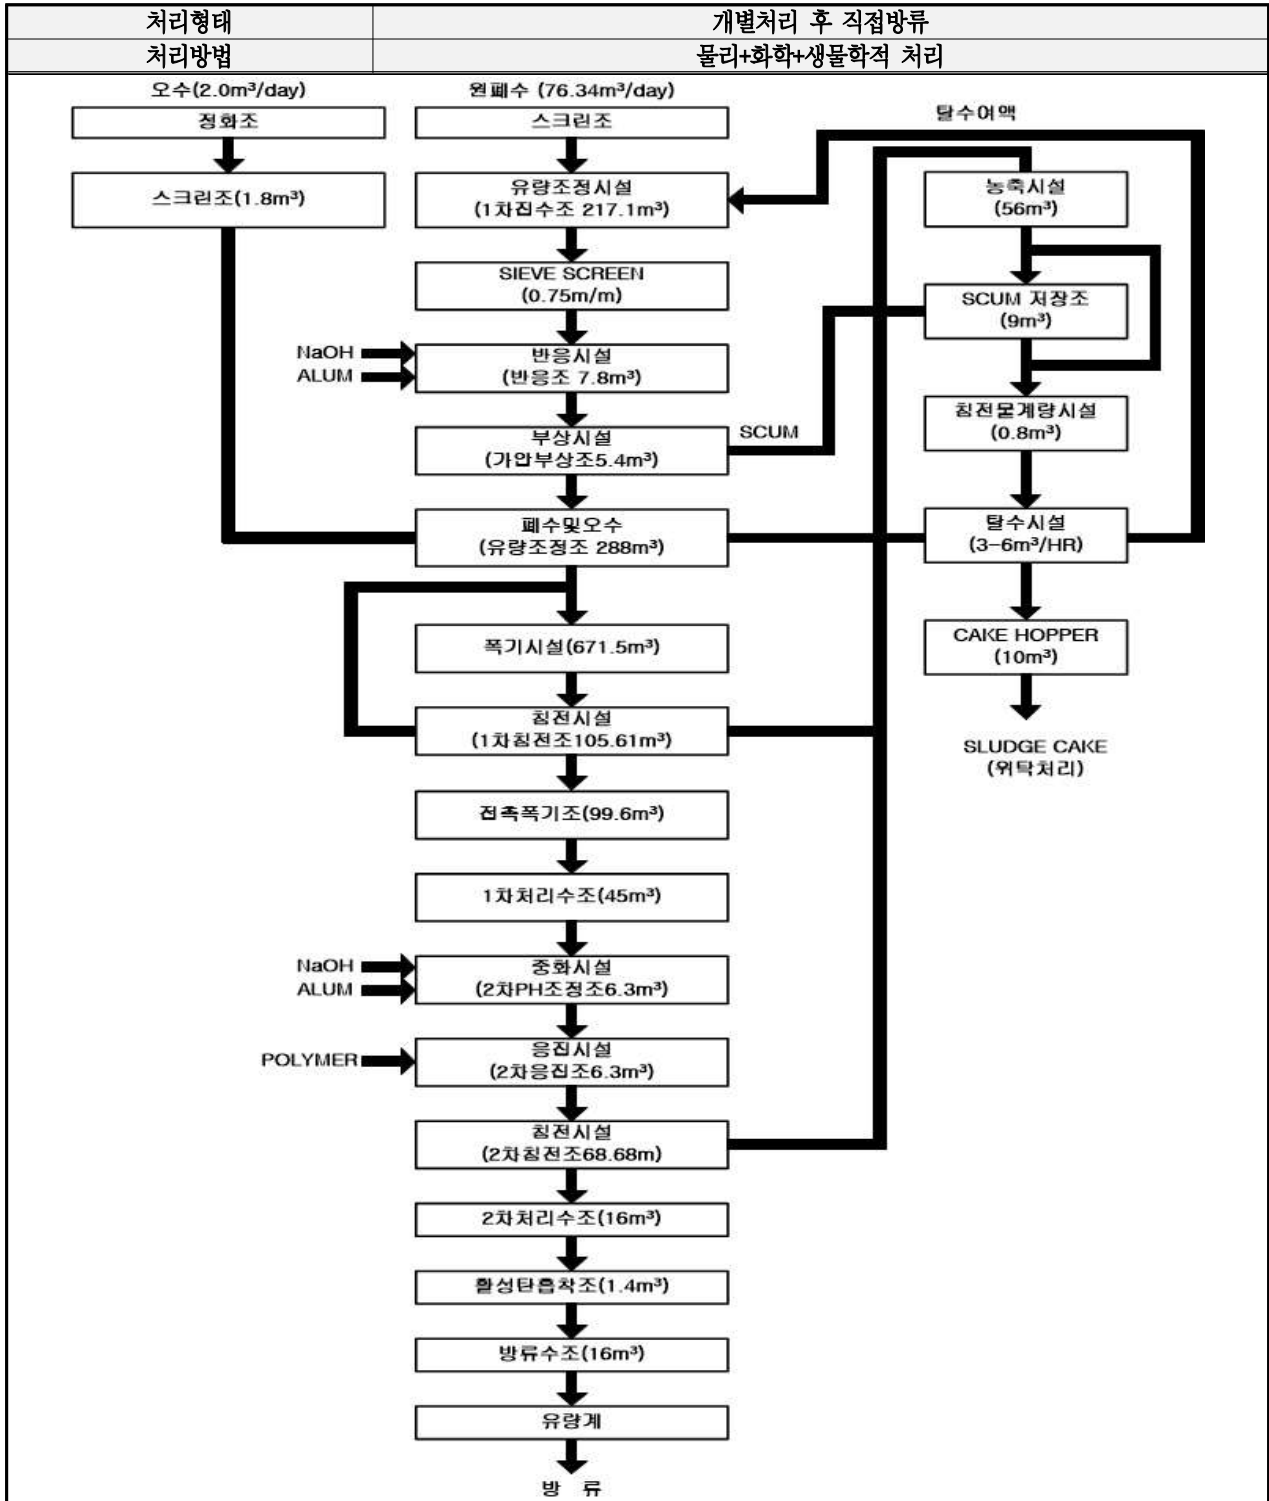 처리형태 개별처리 후 직접방류
처리방법 물리+화학+생물학적 처리
오수(2.0m³/day)
정화조
스크린조(1.8m³)
원폐수 (76.34m³/day)
스크린조
유량조정시설
(1차집수조 217.1m³)
SIEVE SCREEN
(0.75m/m)
NaOH
ALUM
반응시설
(반응조 7.8m³)
부상시설
(가압부상조5.4m³)
SCUM
폐수및오수
(유량조정조 288m³)
폭기시설(671.5m³)
침전시설
(1차침전조105.61m³)
접촉폭기조(99.6m³)
1차처리수조(45m³)
NaOH
ALUM
중화시설
(2차PH조정조6.3m³)
POLYMER
응집시설
(2차응집조6.3m³)
침전시설
(2차침전조68.68m)
2차처리수조(16m³)
활성탄흡착조(1.4m³)
방류수조(16m³)
유량계
방 류
탈수여액
농축시설
(56m³)
SCUM 저장조
(9m³)
침전물계량시설
(0.8m³)
탈수시설
(3-6m³/HR)
CAKE HOPPER
(10m³)
SLUDGE CAKE
(위탁처리)